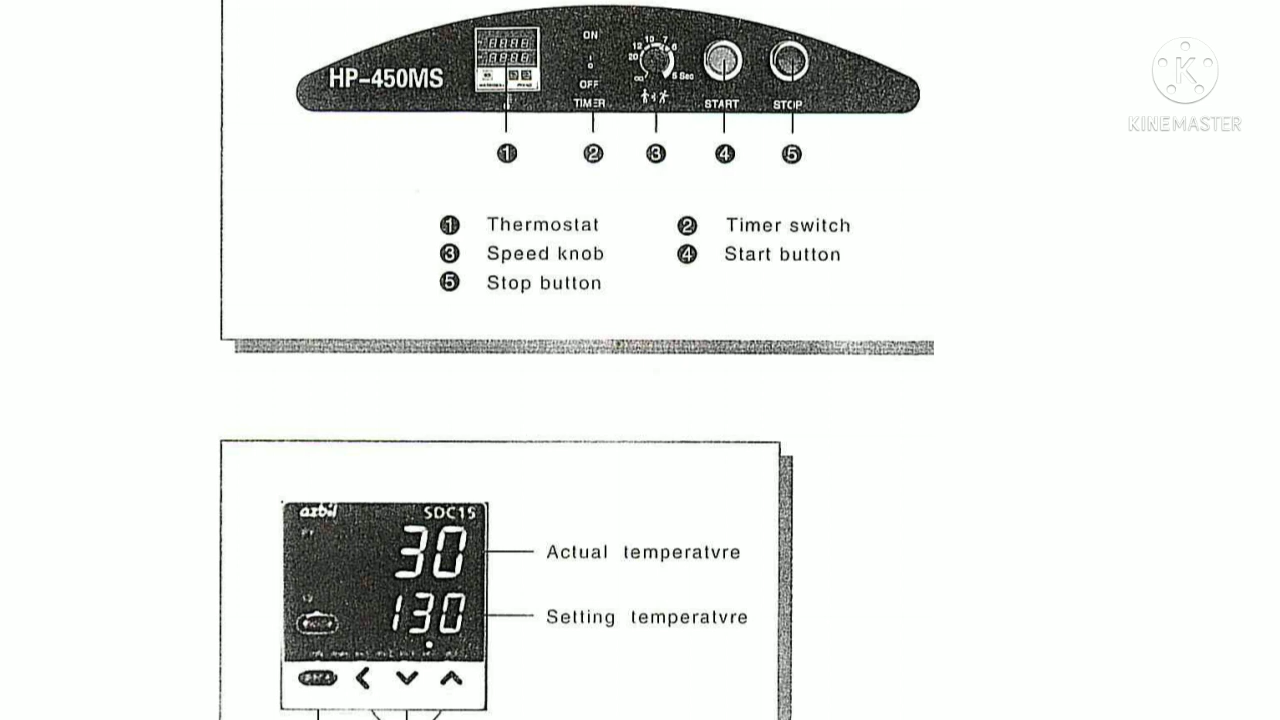 HP-450MS
ON
OFF
TIMER
20 12 10 7 6
∞ 5 Sec
START
STOP
K
KINEMASTER
1 2 3 4 5
1 Thermostat
2 Timer switch
3 Speed knob
4 Start button
5 Stop button
azbil SDC15
30
Actual temperatvre
130
Setting temperatvre